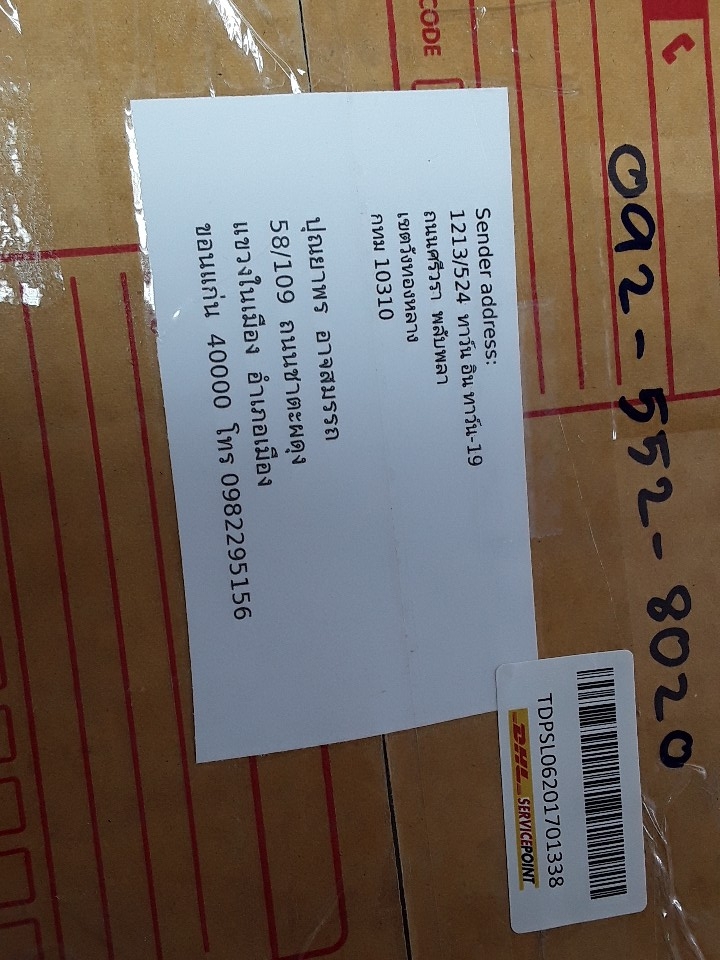 CODE
092-552-8020
Sender address:
1213/524 ทาว์น อิน ทาว์น-19
ถนนศรีวรา พลับพลา
เขตวังทองหลาง
กทม 10310
ปุณยาพร อาจสมรรถ
58/109 ถนนชาตะผดุง
แขวงในเมือง อำเภอเมือง
ขอนแก่น 40000 โทร 0982295156
TDPSL06201701338
DHL SERVICEPOINT